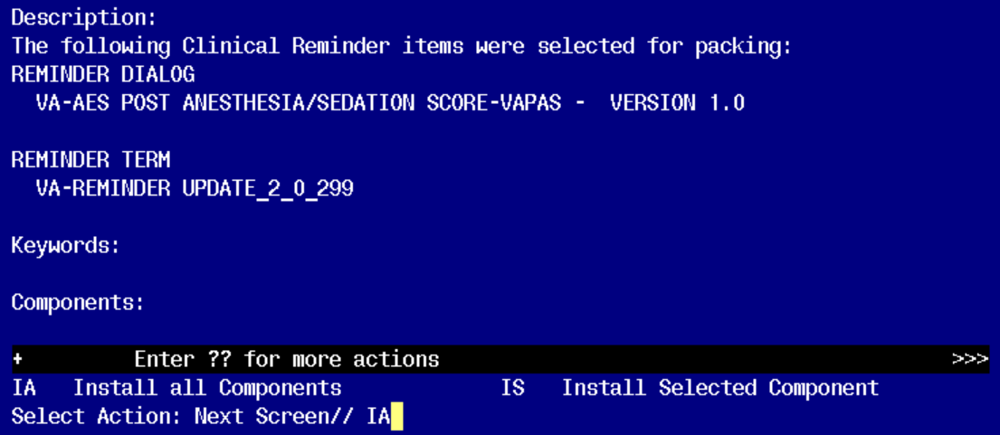 Description:
The following Clinical Reminder items were selected for packing:
REMINDER DIALOG
VA-AES POST ANESTHESIA/SEDATION SCORE-VAPAS -  VERSION 1.0
REMINDER TERM
VA-REMINDER UPDATE_2_0_299
Keywords:
Components:
+ Enter ?? for more actions >>>
IA Install all Components IS Install Selected Component
Select Action: Next Screen// IA